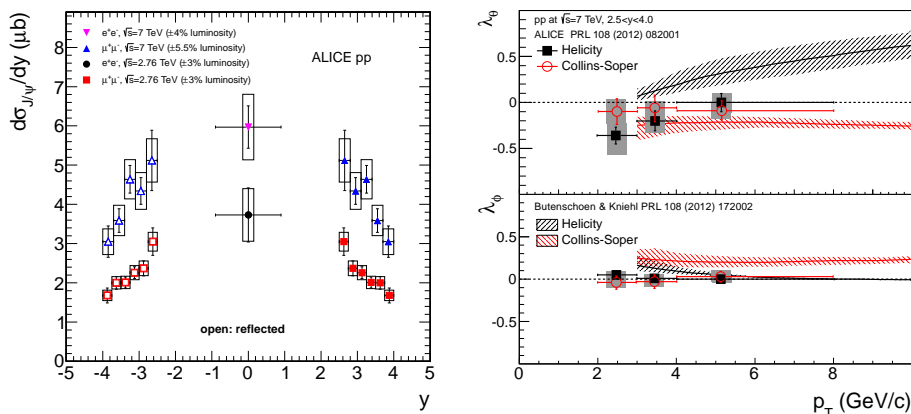 dσ_J/ψ/dy (μb)
e⁺e⁻, √s=7 TeV (±4% luminosity)
μ⁺μ⁻, √s=7 TeV (±5.5% luminosity)
e⁺e⁻, √s=2.76 TeV (±3% luminosity)
μ⁺μ⁻, √s=2.76 TeV (±3% luminosity)
ALICE pp
open: reflected
8
7
6
5
4
3
2
1
0
-5 -4 -3 -2 -1 0 1 2 3 4 5
y
λ_θ
pp at √s=7 TeV, 2.5<y<4.0
ALICE PRL 108 (2012) 082001
Helicity
Collins-Soper
0.5
0
-0.5
λ_φ
Butenschoen & Kniehl PRL 108 (2012) 172002
Helicity
Collins-Soper
0.5
0
-0.5
0 2 4 6 8
p_T (GeV/c)